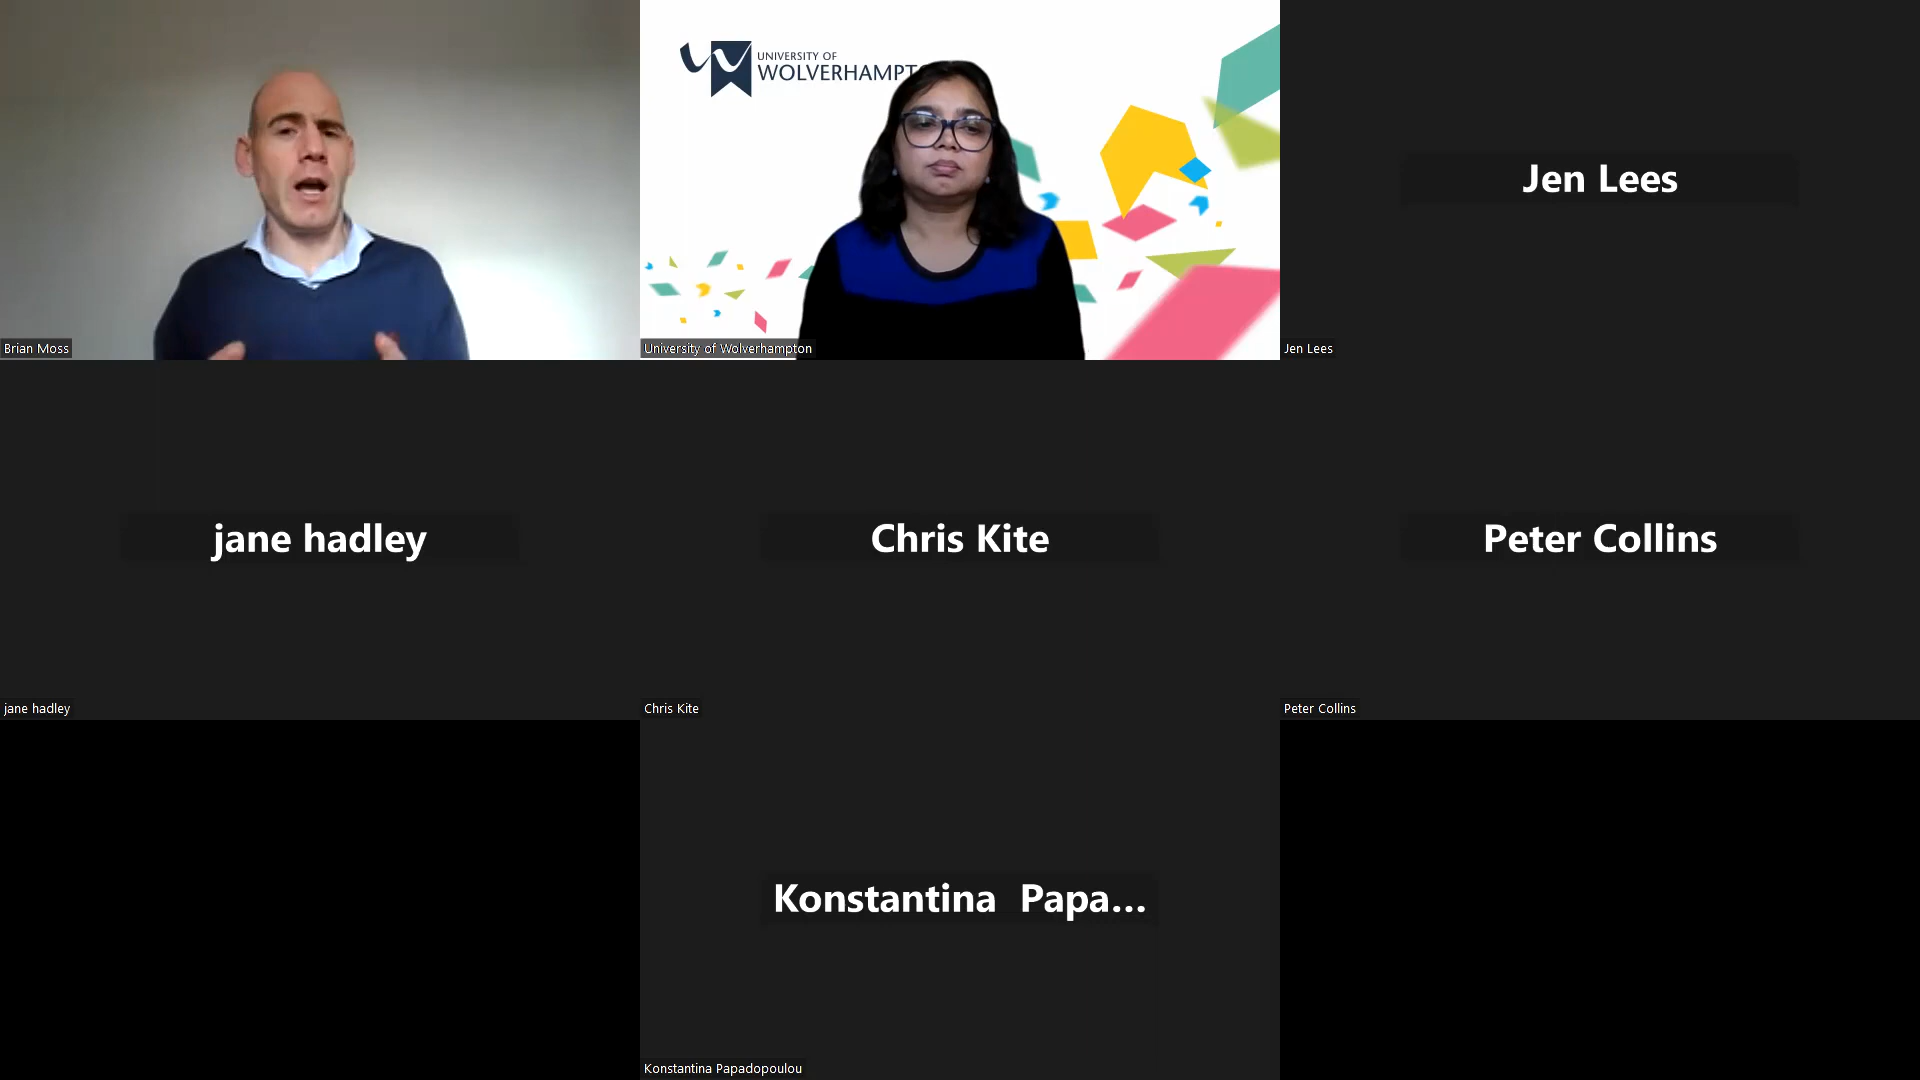 UNIVERSITY OF
WOLVERHAMPT
Brian Moss
University of Wolverhampton
Jen Lees
Jen Lees
jane hadley
jane hadley
Chris Kite
Chris Kite
Peter Collins
Peter Collins
Konstantina Papa...
Konstantina Papadopoulou